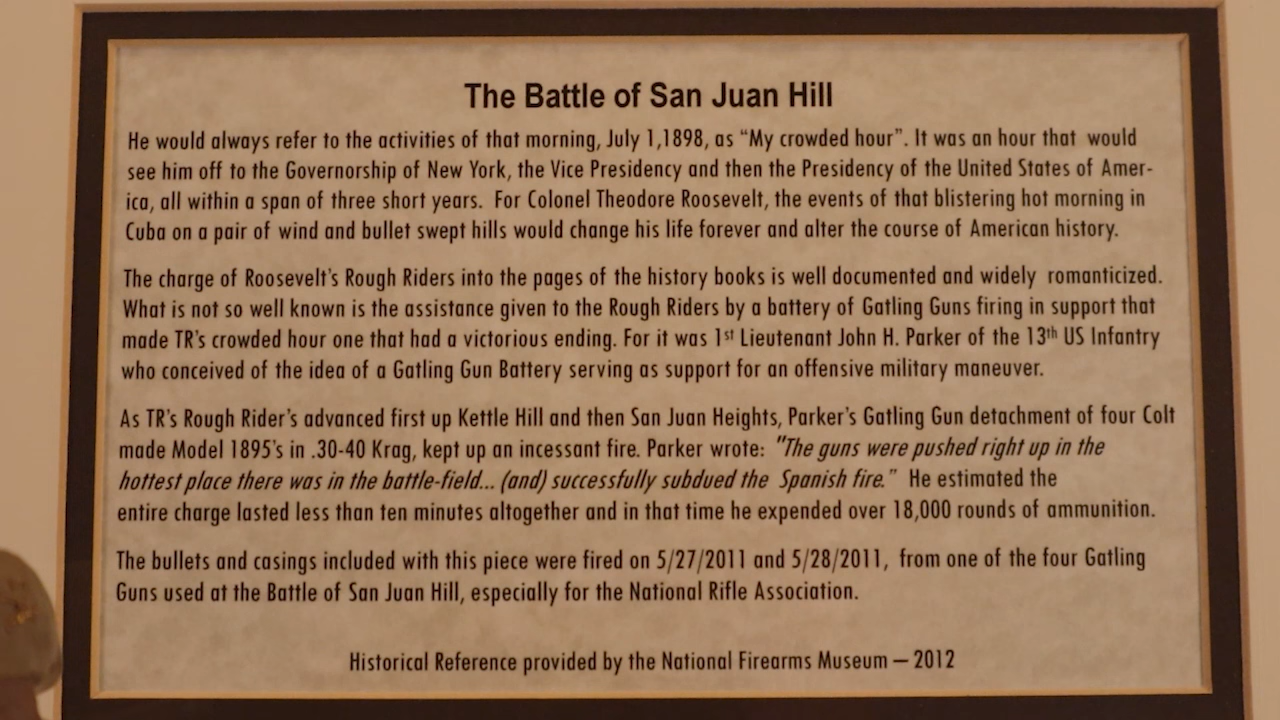 The Battle of San Juan Hill
He would always refer to the activities of that morning, July 1,1898, as “My crowded hour”. It was an hour that would
see him off to the Governorship of New York, the Vice Presidency and then the Presidency of the United States of Amer-
ica, all within a span of three short years. For Colonel Theodore Roosevelt, the events of that blistering hot morning in
Cuba on a pair of wind and bullet swept hills would change his life forever and alter the course of American history.
The charge of Roosevelt’s Rough Riders into the pages of the history books is well documented and widely romanticized.
What is not so well known is the assistance given to the Rough Riders by a battery of Gatling Guns firing in support that
made TR’s crowded hour one that had a victorious ending. For it was 1st Lieutenant John H. Parker of the 13th US Infantry
who conceived of the idea of a Gatling Gun Battery serving as support for an offensive military maneuver.
As TR’s Rough Rider’s advanced first up Kettle Hill and then San Juan Heights, Parker’s Gatling Gun detachment of four Colt
made Model 1895’s in .30-40 Krag, kept up an incessant fire. Parker wrote: "The guns were pushed right up in the
hottest place there was in the battle-field... (and) successfully subdued the Spanish fire." He estimated the
entire charge lasted less than ten minutes altogether and in that time he expended over 18,000 rounds of ammunition.
The bullets and casings included with this piece were fired on 5/27/2011 and 5/28/2011, from one of the four Gatling
Guns used at the Battle of San Juan Hill, especially for the National Rifle Association.
Historical Reference provided by the National Firearms Museum – 2012